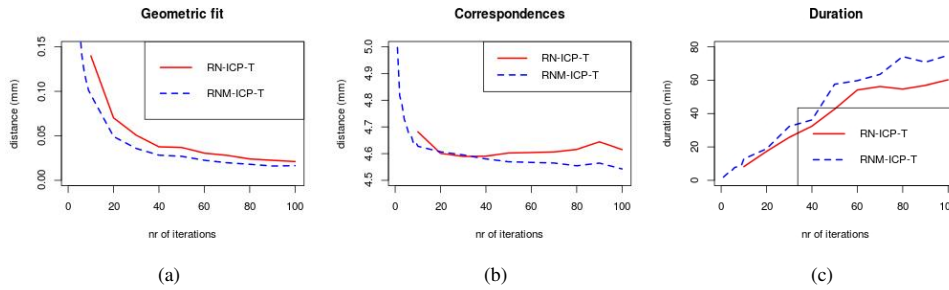 Geometric fit
distance (mm)
0.15
0.10
0.05
0.00
RN-ICP-T
RNM-ICP-T
0 20 40 60 80 100
nr of iterations
(a)
Correspondences
distance (mm)
5.0
4.9
4.8
4.7
4.6
4.5
RN-ICP-T
RNM-ICP-T
0 20 40 60 80 100
nr of iterations
(b)
Duration
duration (min)
80
60
40
20
0
RN-ICP-T
RNM-ICP-T
0 20 40 60 80 100
nr of iterations
(c)